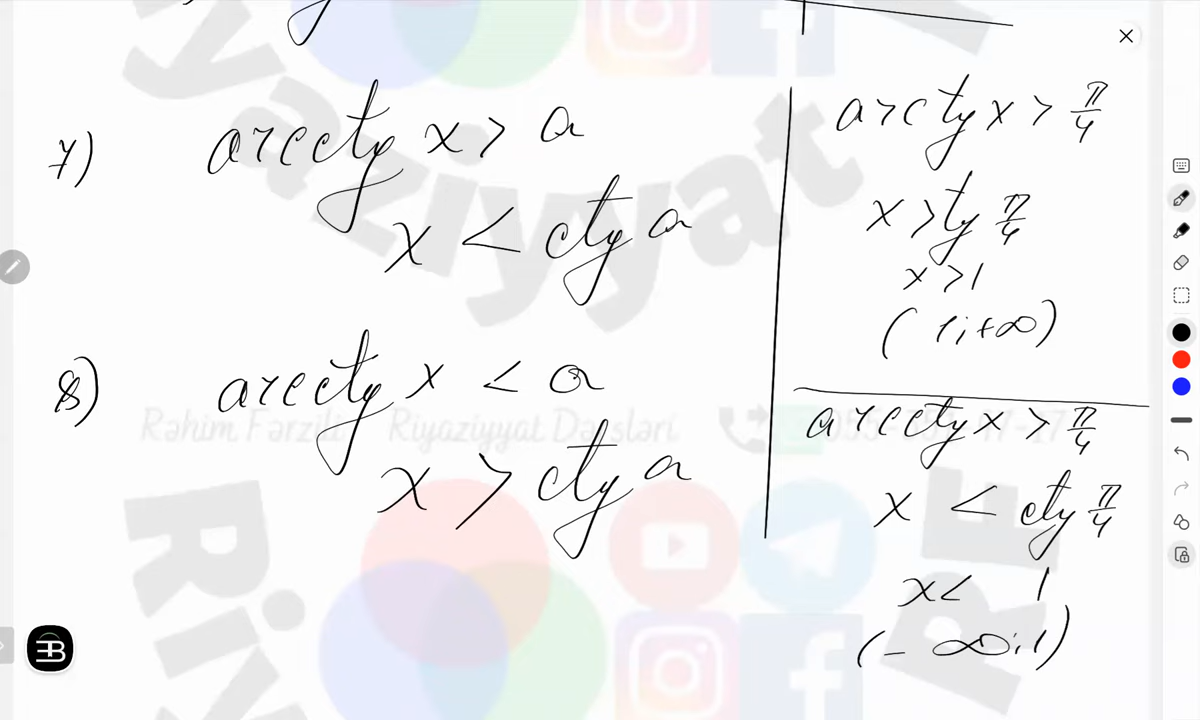 7) arcctg x > a
x < ctg a
8) arcctg x < a
x > ctg a
arctg x > π/4
x > tg π/4
x > 1
(1; +∞)
arcctg x > π/4
x < ctg π/4
x < 1
(-∞; 1)
Rəhim Fərzili Riyaziyyat Dərsləri
Riyaziyyat